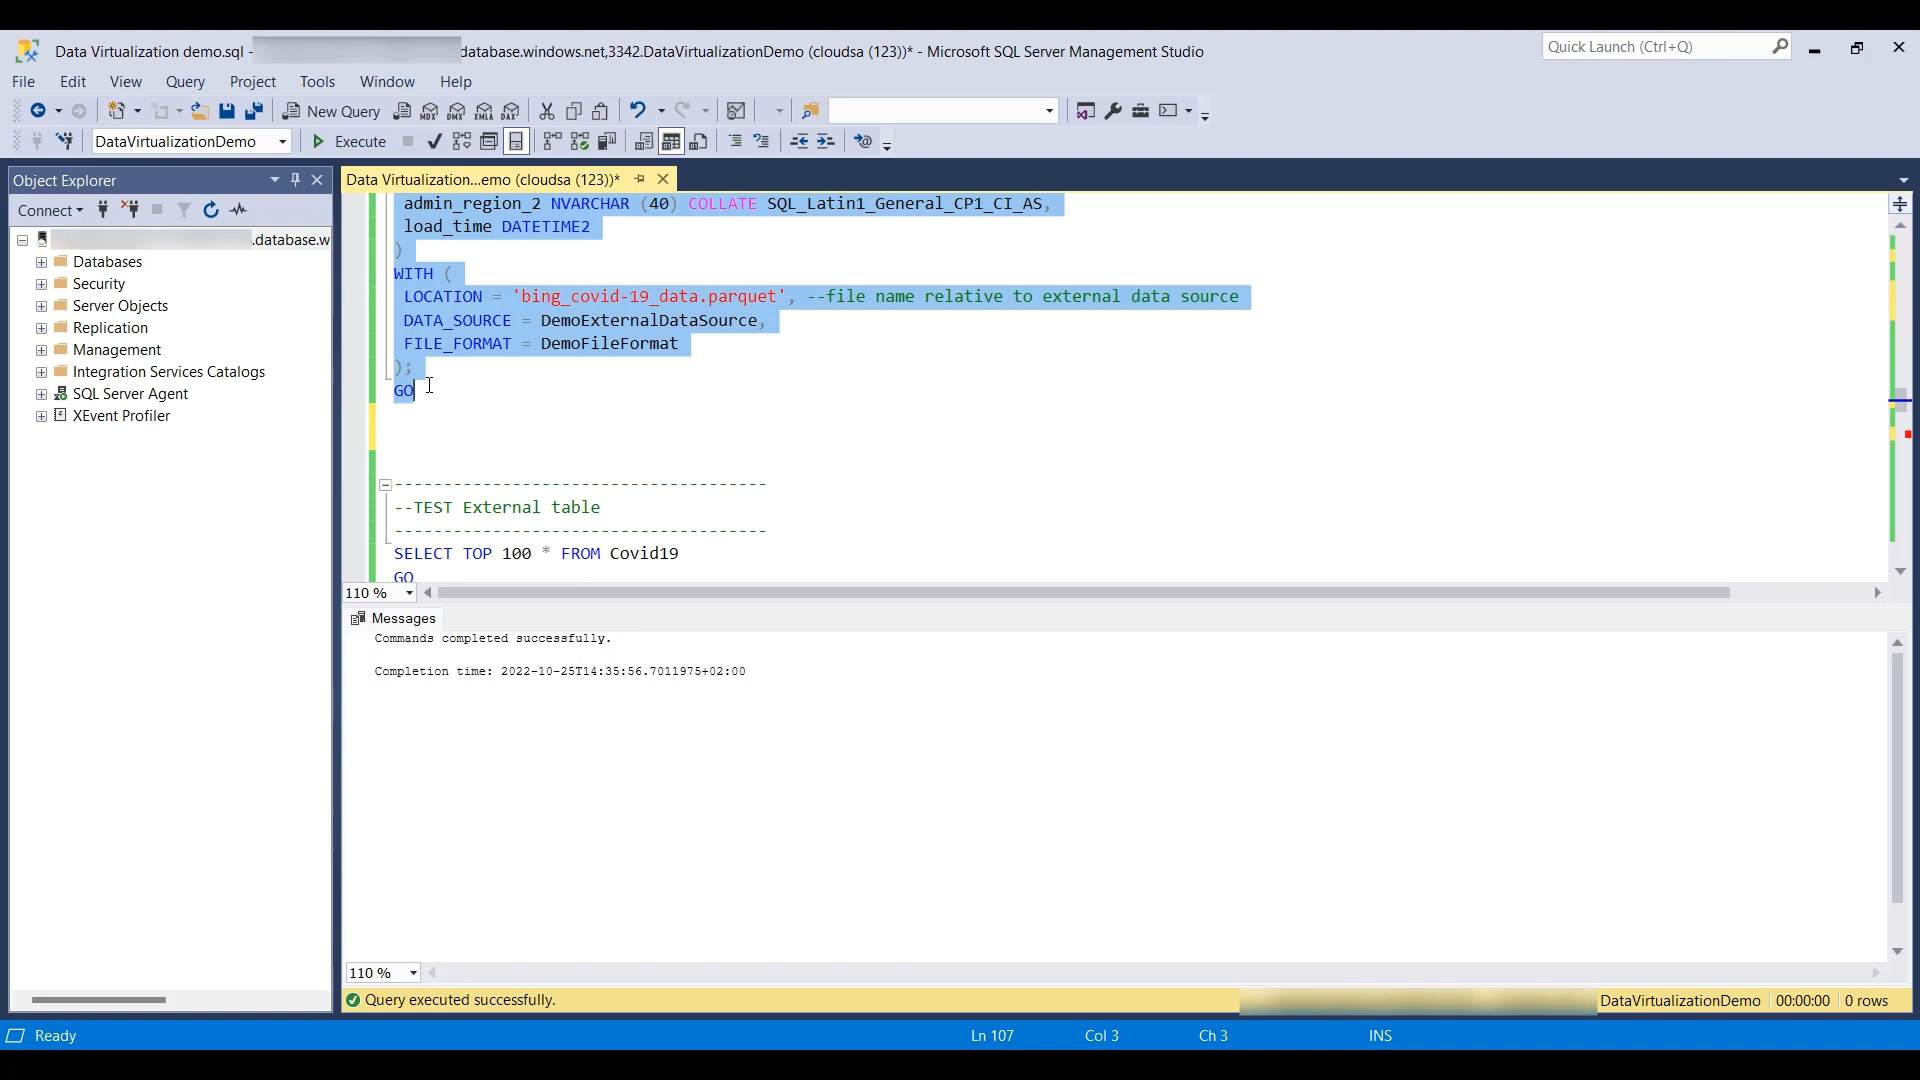 Data Virtualization demo.sql - database.windows.net,3342.DataVirtualizationDemo (cloudsa (123))* - Microsoft SQL Server Management Studio
Quick Launch (Ctrl+Q)
File Edit View Query Project Tools Window Help
New Query MDX DMX XMLA DAX
DataVirtualizationDemo Execute
Object Explorer
Data Virtualization...emo (cloudsa (123))*
Connect
.database.w
Databases
Security
Server Objects
Replication
Management
Integration Services Catalogs
SQL Server Agent
XEvent Profiler
admin_region_2 NVARCHAR (40) COLLATE SQL_Latin1_General_CP1_CI_AS,
load_time DATETIME2
)
WITH (
LOCATION = 'bing_covid-19_data.parquet', --file name relative to external data source
DATA_SOURCE = DemoExternalDataSource,
FILE_FORMAT = DemoFileFormat
);
GO
--------------------------------------
--TEST External table
--------------------------------------
SELECT TOP 100 * FROM Covid19
GO
110 %
Messages
Commands completed successfully.
Completion time: 2022-10-25T14:35:56.7011975+02:00
110 %
Query executed successfully.
DataVirtualizationDemo 00:00:00 0 rows
Ready
Ln 107 Col 3 Ch 3 INS